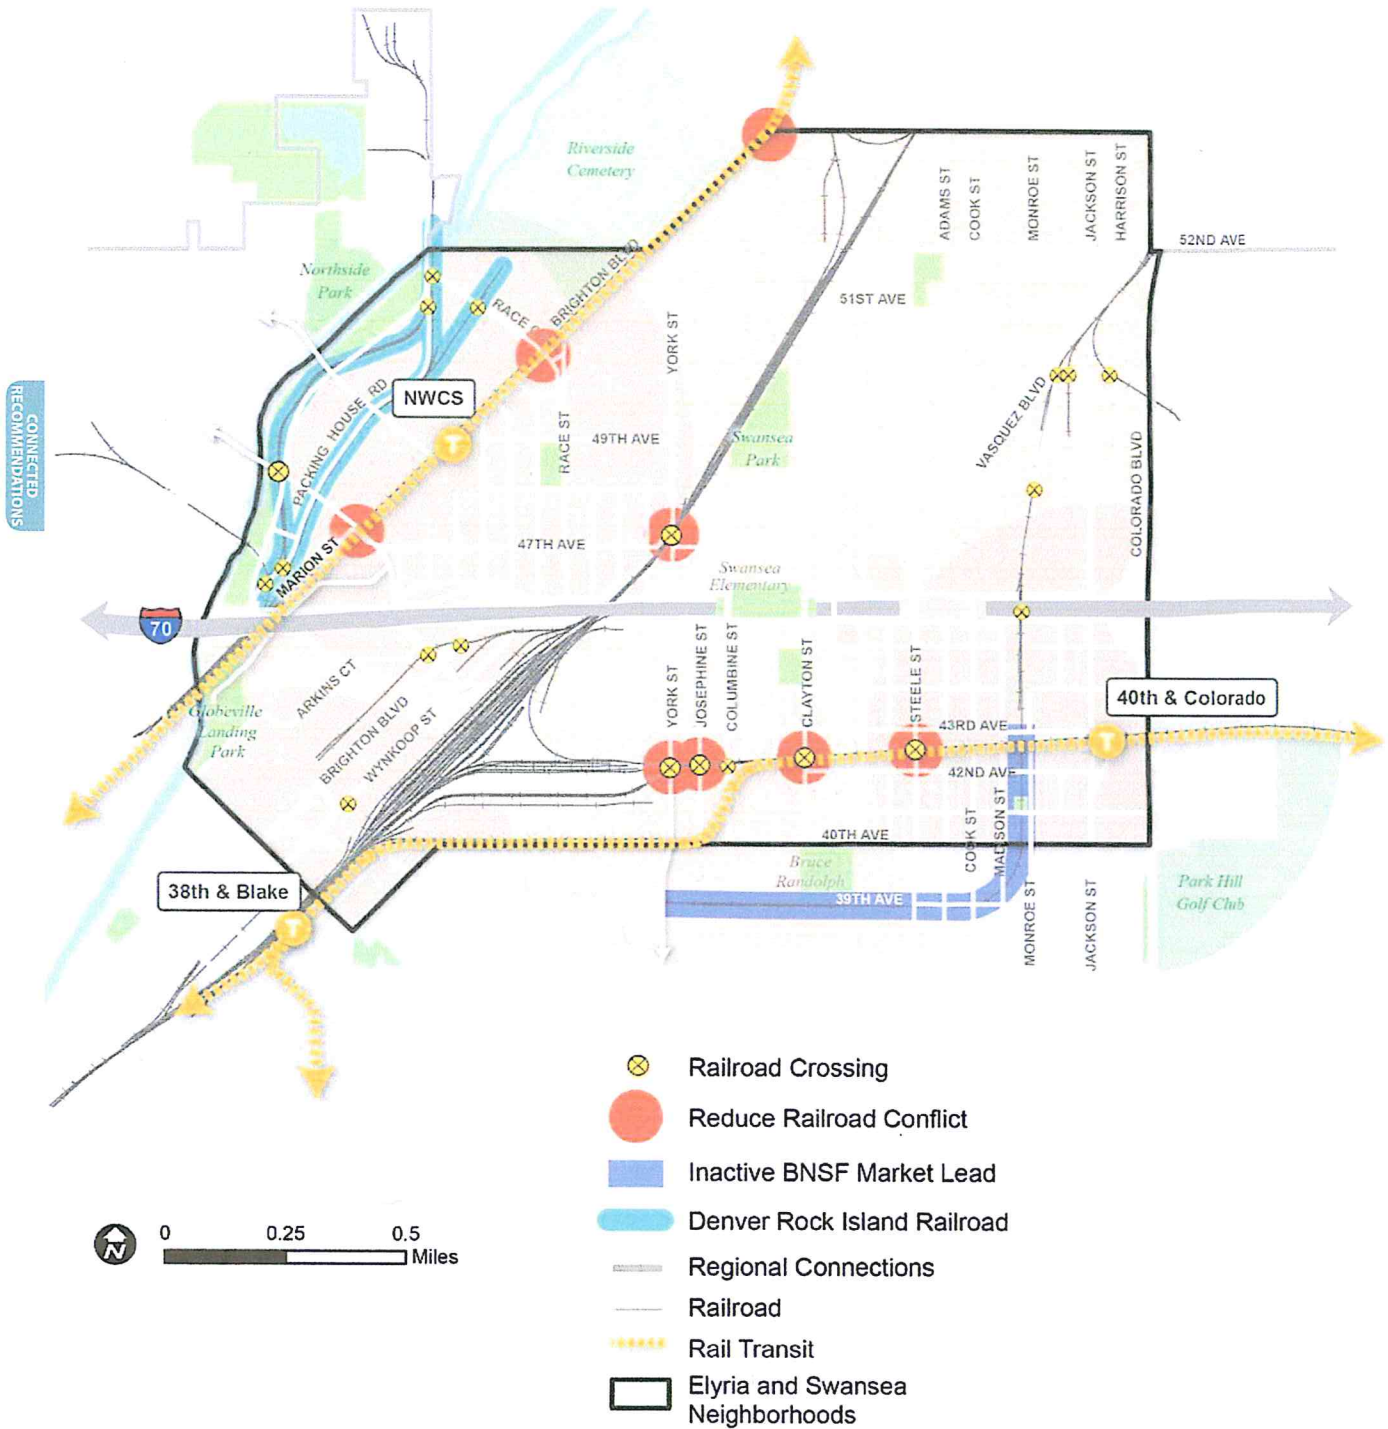 Riverside
Cemetery
ADAMS ST
COOK ST
MONROE ST
JACKSON ST
HARRISON ST
52ND AVE
Northside
Park
BRIGHTON BLVD
RACE
51ST AVE
YORK ST
CONNECTED
RECOMMENDATIONS
NWCS
PACKING HOUSE RD
RACE ST
49TH AVE
Swansea
Park
VASQUEZ BLVD
COLORADO BLVD
47TH AVE
MARION ST
Swansea
Elementary
70
ARKINS CT
BRIGHTON BLVD
WYNKOOP ST
YORK ST
JOSEPHINE ST
COLUMBINE ST
CLAYTON ST
STEELE ST
40th & Colorado
Globeville
Landing
Park
43RD AVE
T
T
42ND AVE
COOK ST
MADISON ST
40TH AVE
Bruce
Randolph
38th & Blake
39TH AVE
MONROE ST
JACKSON ST
Park Hill
Golf Club
T
Railroad Crossing
Reduce Railroad Conflict
Inactive BNSF Market Lead
Denver Rock Island Railroad
N
0 0.25 0.5
Miles
Regional Connections
Railroad
Rail Transit
Elyria and Swansea
Neighborhoods